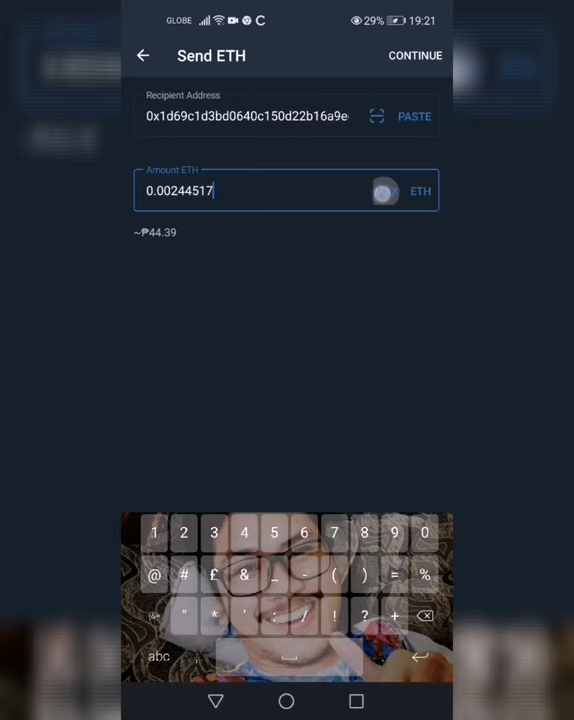 GLOBE 29% 19:21
Send ETH CONTINUE
Recipient Address
0x1d69c1d3bd0640c150d22b16a9e PASTE
Amount ETH
0.00244517 ETH
~₱44.39
1 2 3 4 5 6 7 8 9 0
@ # £ & _ - ( ) = %
{&= " * ' : / ! ? +
abc , .